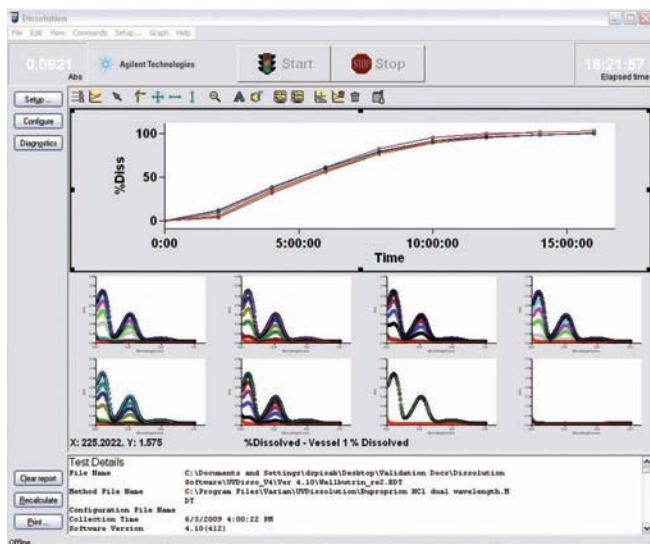 Dissolution
File Edit View Commands Setup... Graph Help
0.0921
Abs
Agilent Technologies
Start
STOP
Stop
16:21:57
Elapsed time
Setup ...
Configure
Diagnostics
%Diss
100
50
0
0:00 5:00:00 10:00:00 15:00:00
Time
X: 225.2022, Y: 1.575 %Dissolved - Vessel 1 % Dissolved
Test Details
File Name C:\Documents and Settings\dspisak\Desktop\Validation Docs\Dissolution
Software\UVDiss_V4\Ver 4.10\Wallbutrin_re2.BDT
Method File Name C:\Program Files\Varian\UVDissolution\Buproprion HCl dual wavelength.M
DT
Configuration File Name
Collection Time 6/3/2009 4:00:22 PM
Software Version 4.10(412)
Clear report
Recalculate
Print ...
Offline